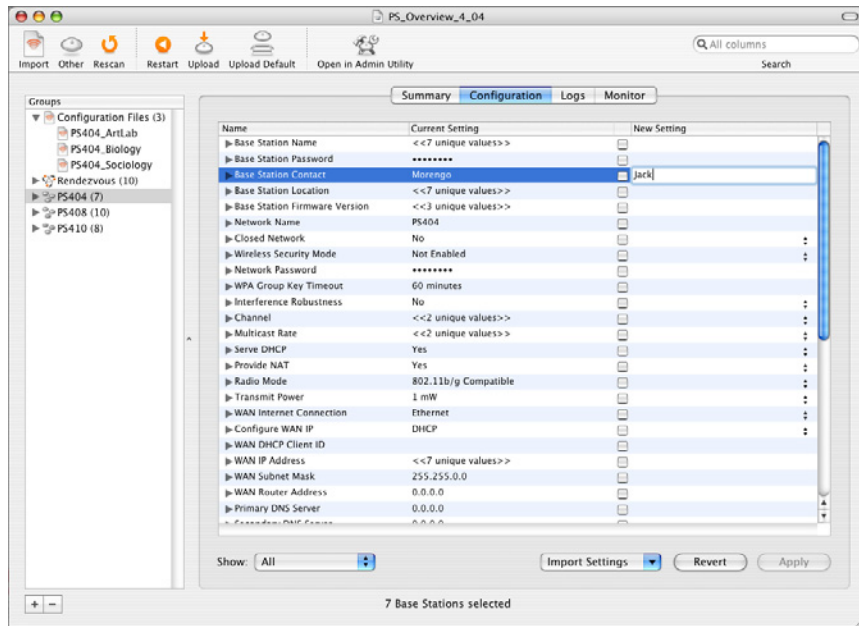 PS_Overview_4_04
Import Other Rescan Restart Upload Upload Default Open in Admin Utility
All columns
Search
Summary Configuration Logs Monitor
Groups
Configuration Files (3)
PS404_ArtLab
PS404_Biology
PS404_Sociology
Rendezvous (10)
PS404 (7)
PS408 (10)
PS410 (8)
Name Current Setting New Setting
Base Station Name <<7 unique values>>
Base Station Password ••••••••
Base Station Contact Morengo Jack
Base Station Location <<7 unique values>>
Base Station Firmware Version <<3 unique values>>
Network Name PS404
Closed Network No
Wireless Security Mode Not Enabled
Network Password ••••••••
WPA Group Key Timeout 60 minutes
Interference Robustness No
Channel <<2 unique values>>
Multicast Rate <<2 unique values>>
Serve DHCP Yes
Provide NAT Yes
Radio Mode 802.11b/g Compatible
Transmit Power 1 mW
WAN Internet Connection Ethernet
Configure WAN IP DHCP
WAN DHCP Client ID
WAN IP Address <<7 unique values>>
WAN Subnet Mask 255.255.0.0
WAN Router Address 0.0.0.0
Primary DNS Server 0.0.0.0
Secondary DNS Server 0.0.0.0
Show: All
Import Settings Revert Apply
7 Base Stations selected